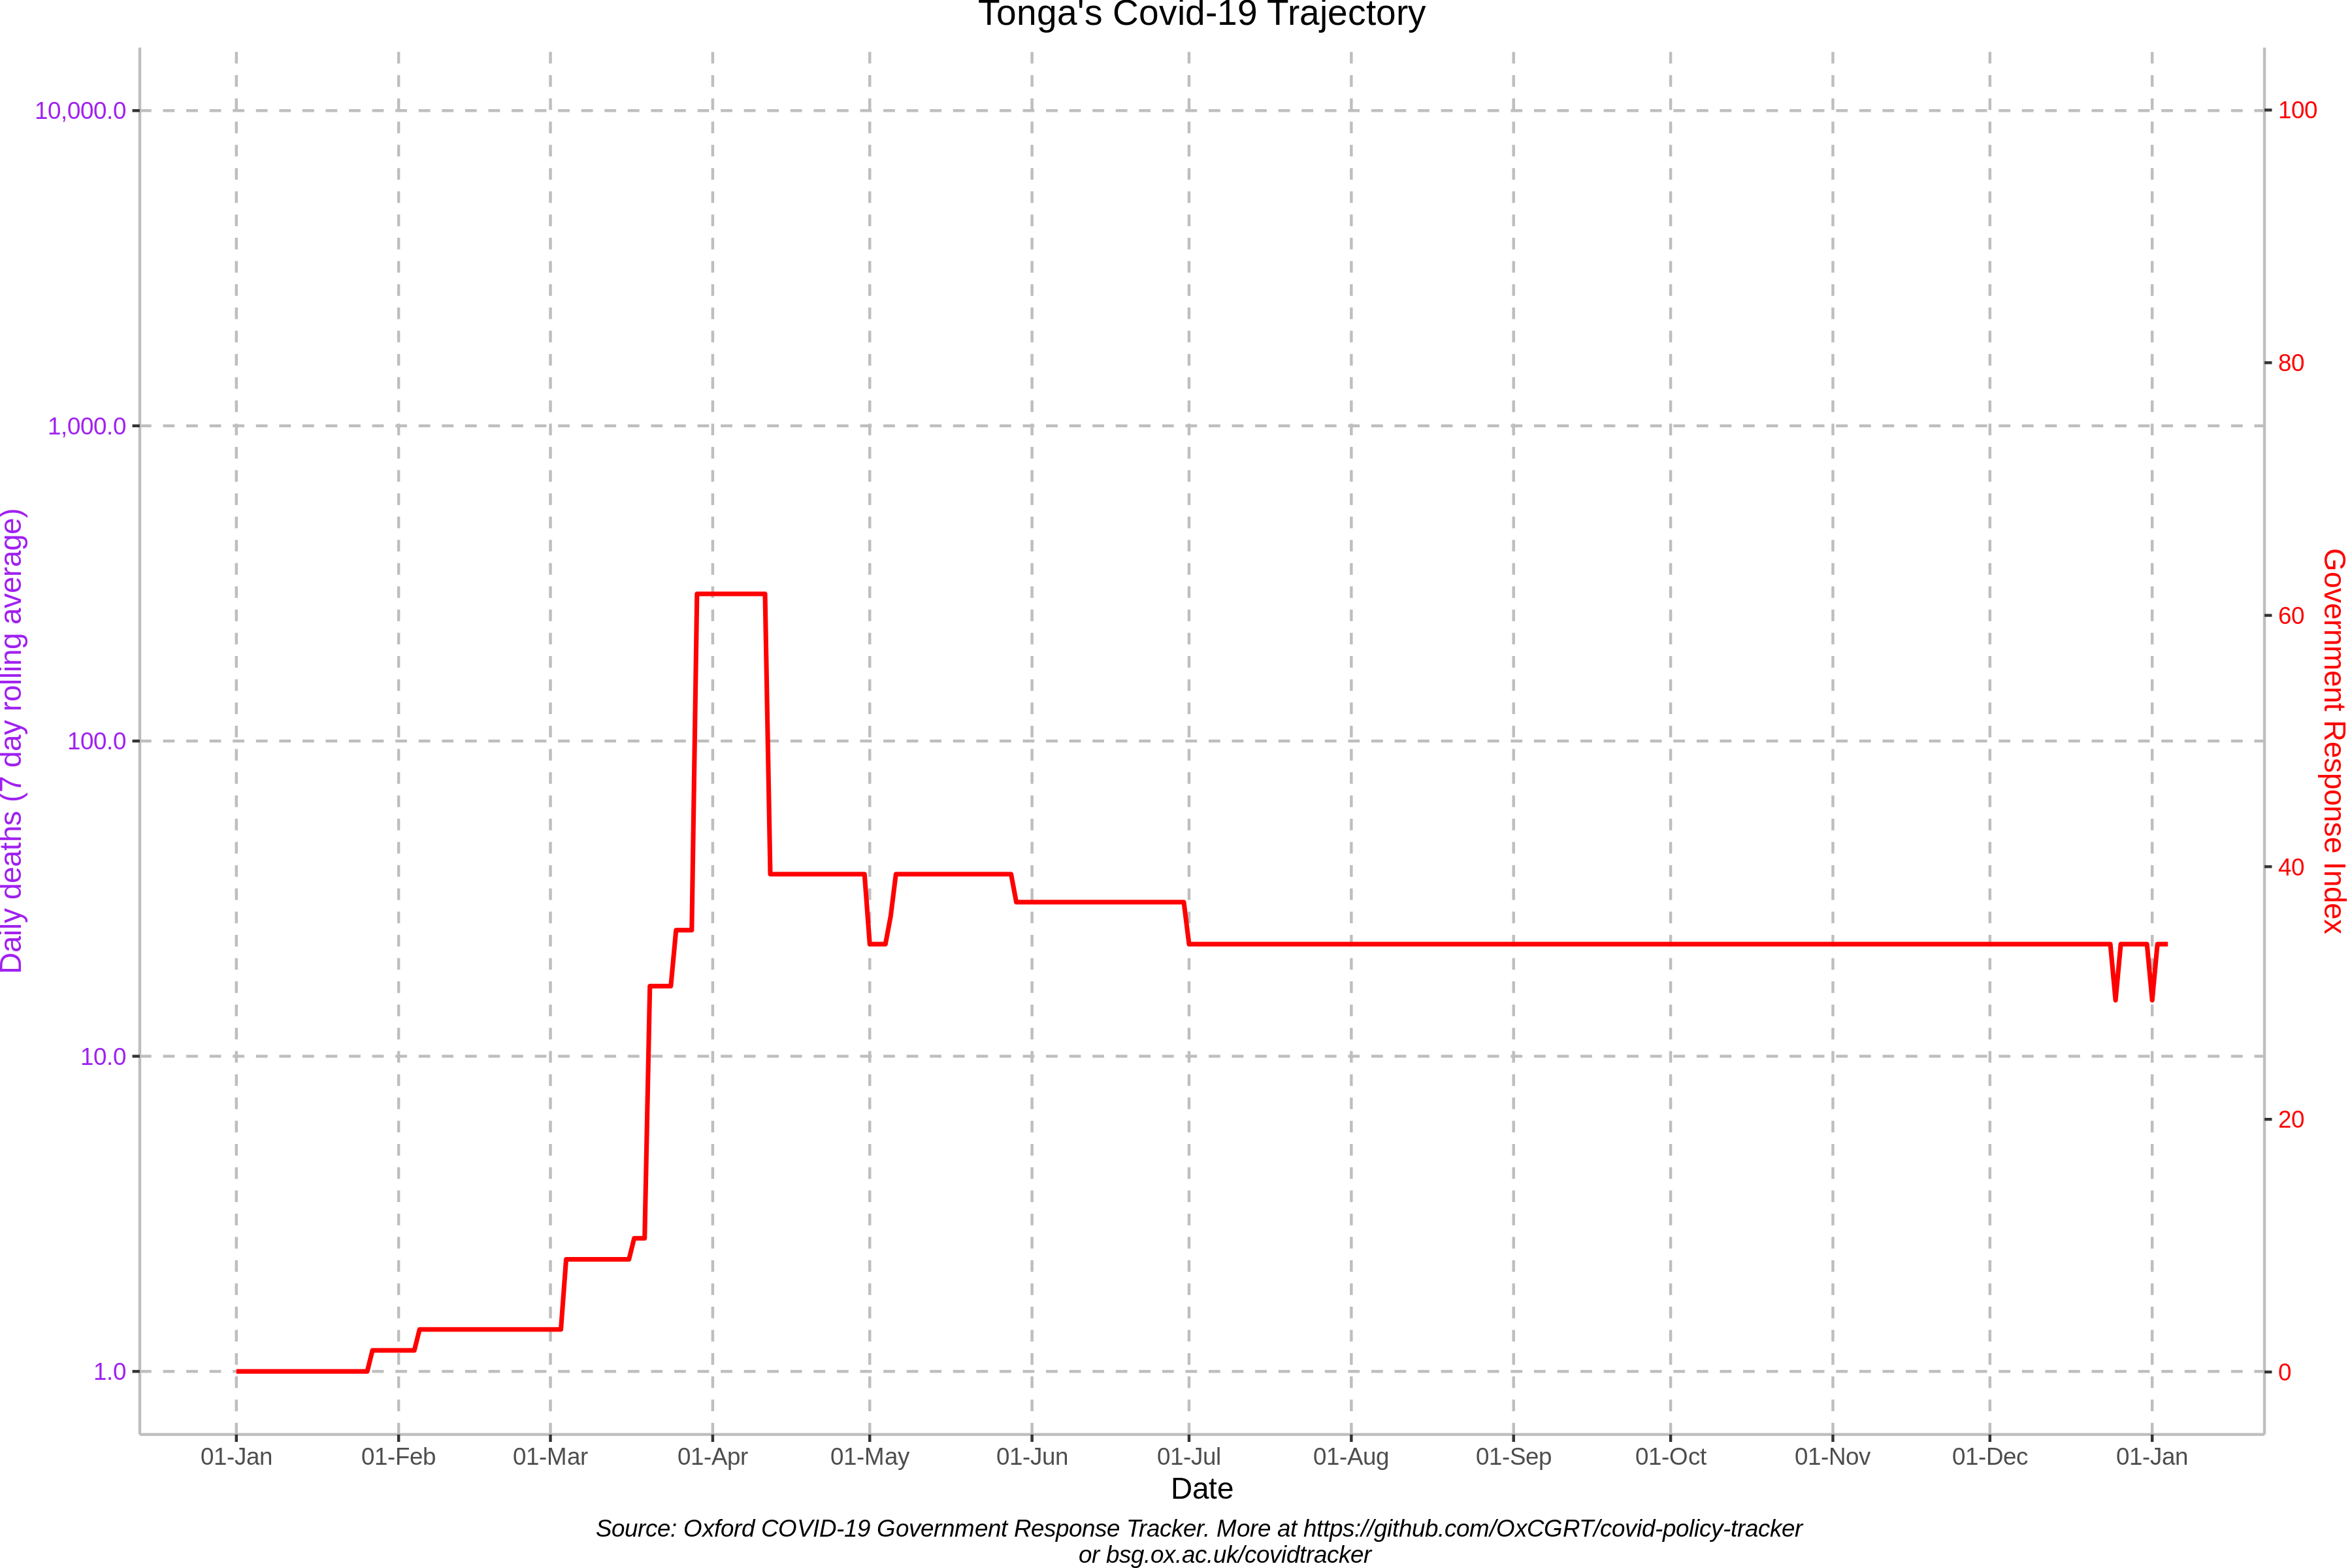 Tonga's Covid-19 Trajectory
10,000.0
1,000.0
100.0
10.0
1.0
Daily deaths (7 day rolling average)
100
80
60
40
20
0
Government Response Index
01-Jan
01-Feb
01-Mar
01-Apr
01-May
01-Jun
01-Jul
01-Aug
01-Sep
01-Oct
01-Nov
01-Dec
01-Jan
Date
Source: Oxford COVID-19 Government Response Tracker. More at https://github.com/OxCGRT/covid-policy-tracker
or bsg.ox.ac.uk/covidtracker